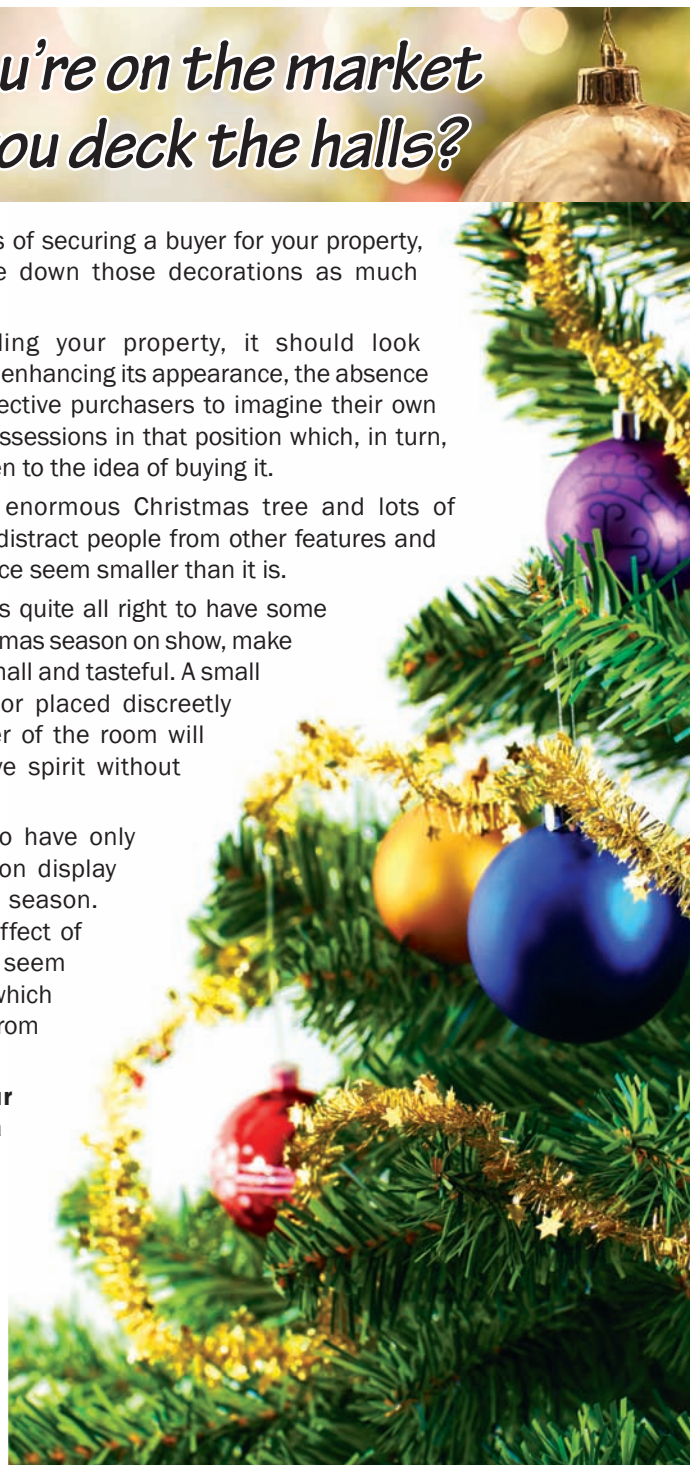 u're on the market
ou deck the halls?
s of securing a buyer for your property,
e down those decorations as much
ling your property, it should look
enhancing its appearance, the absence
ective purchasers to imagine their own
ssessions in that position which, in turn,
en to the idea of buying it.
enormous Christmas tree and lots of
distract people from other features and
ce seem smaller than it is.
s quite all right to have some
mas season on show, make
nall and tasteful. A small
or placed discreetly
er of the room will
ve spirit without
o have only
on display
season.
ffect of
seem
which
rom
ur